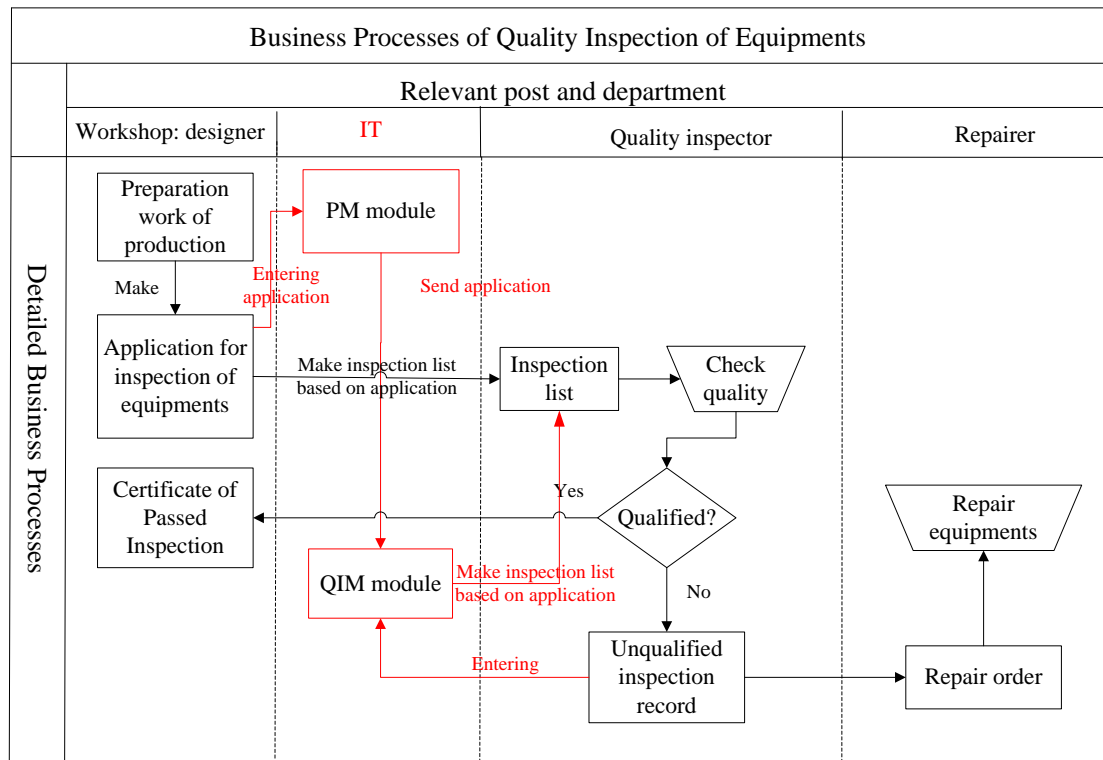 Business Processes of Quality Inspection of Equipments
Relevant post and department
Workshop: designer
IT
Quality inspector
Repairer
Detailed Business Processes
Preparation
work of
production
PM module
Make
Entering
application
Send application
Application for
inspection of
equipments
Make inspection list
based on application
Inspection
list
Check
quality
Certificate of
Passed
Inspection
Yes
Qualified?
Repair
equipments
QIM module
Make inspection list
based on application
No
Entering
Unqualified
inspection
record
Repair order